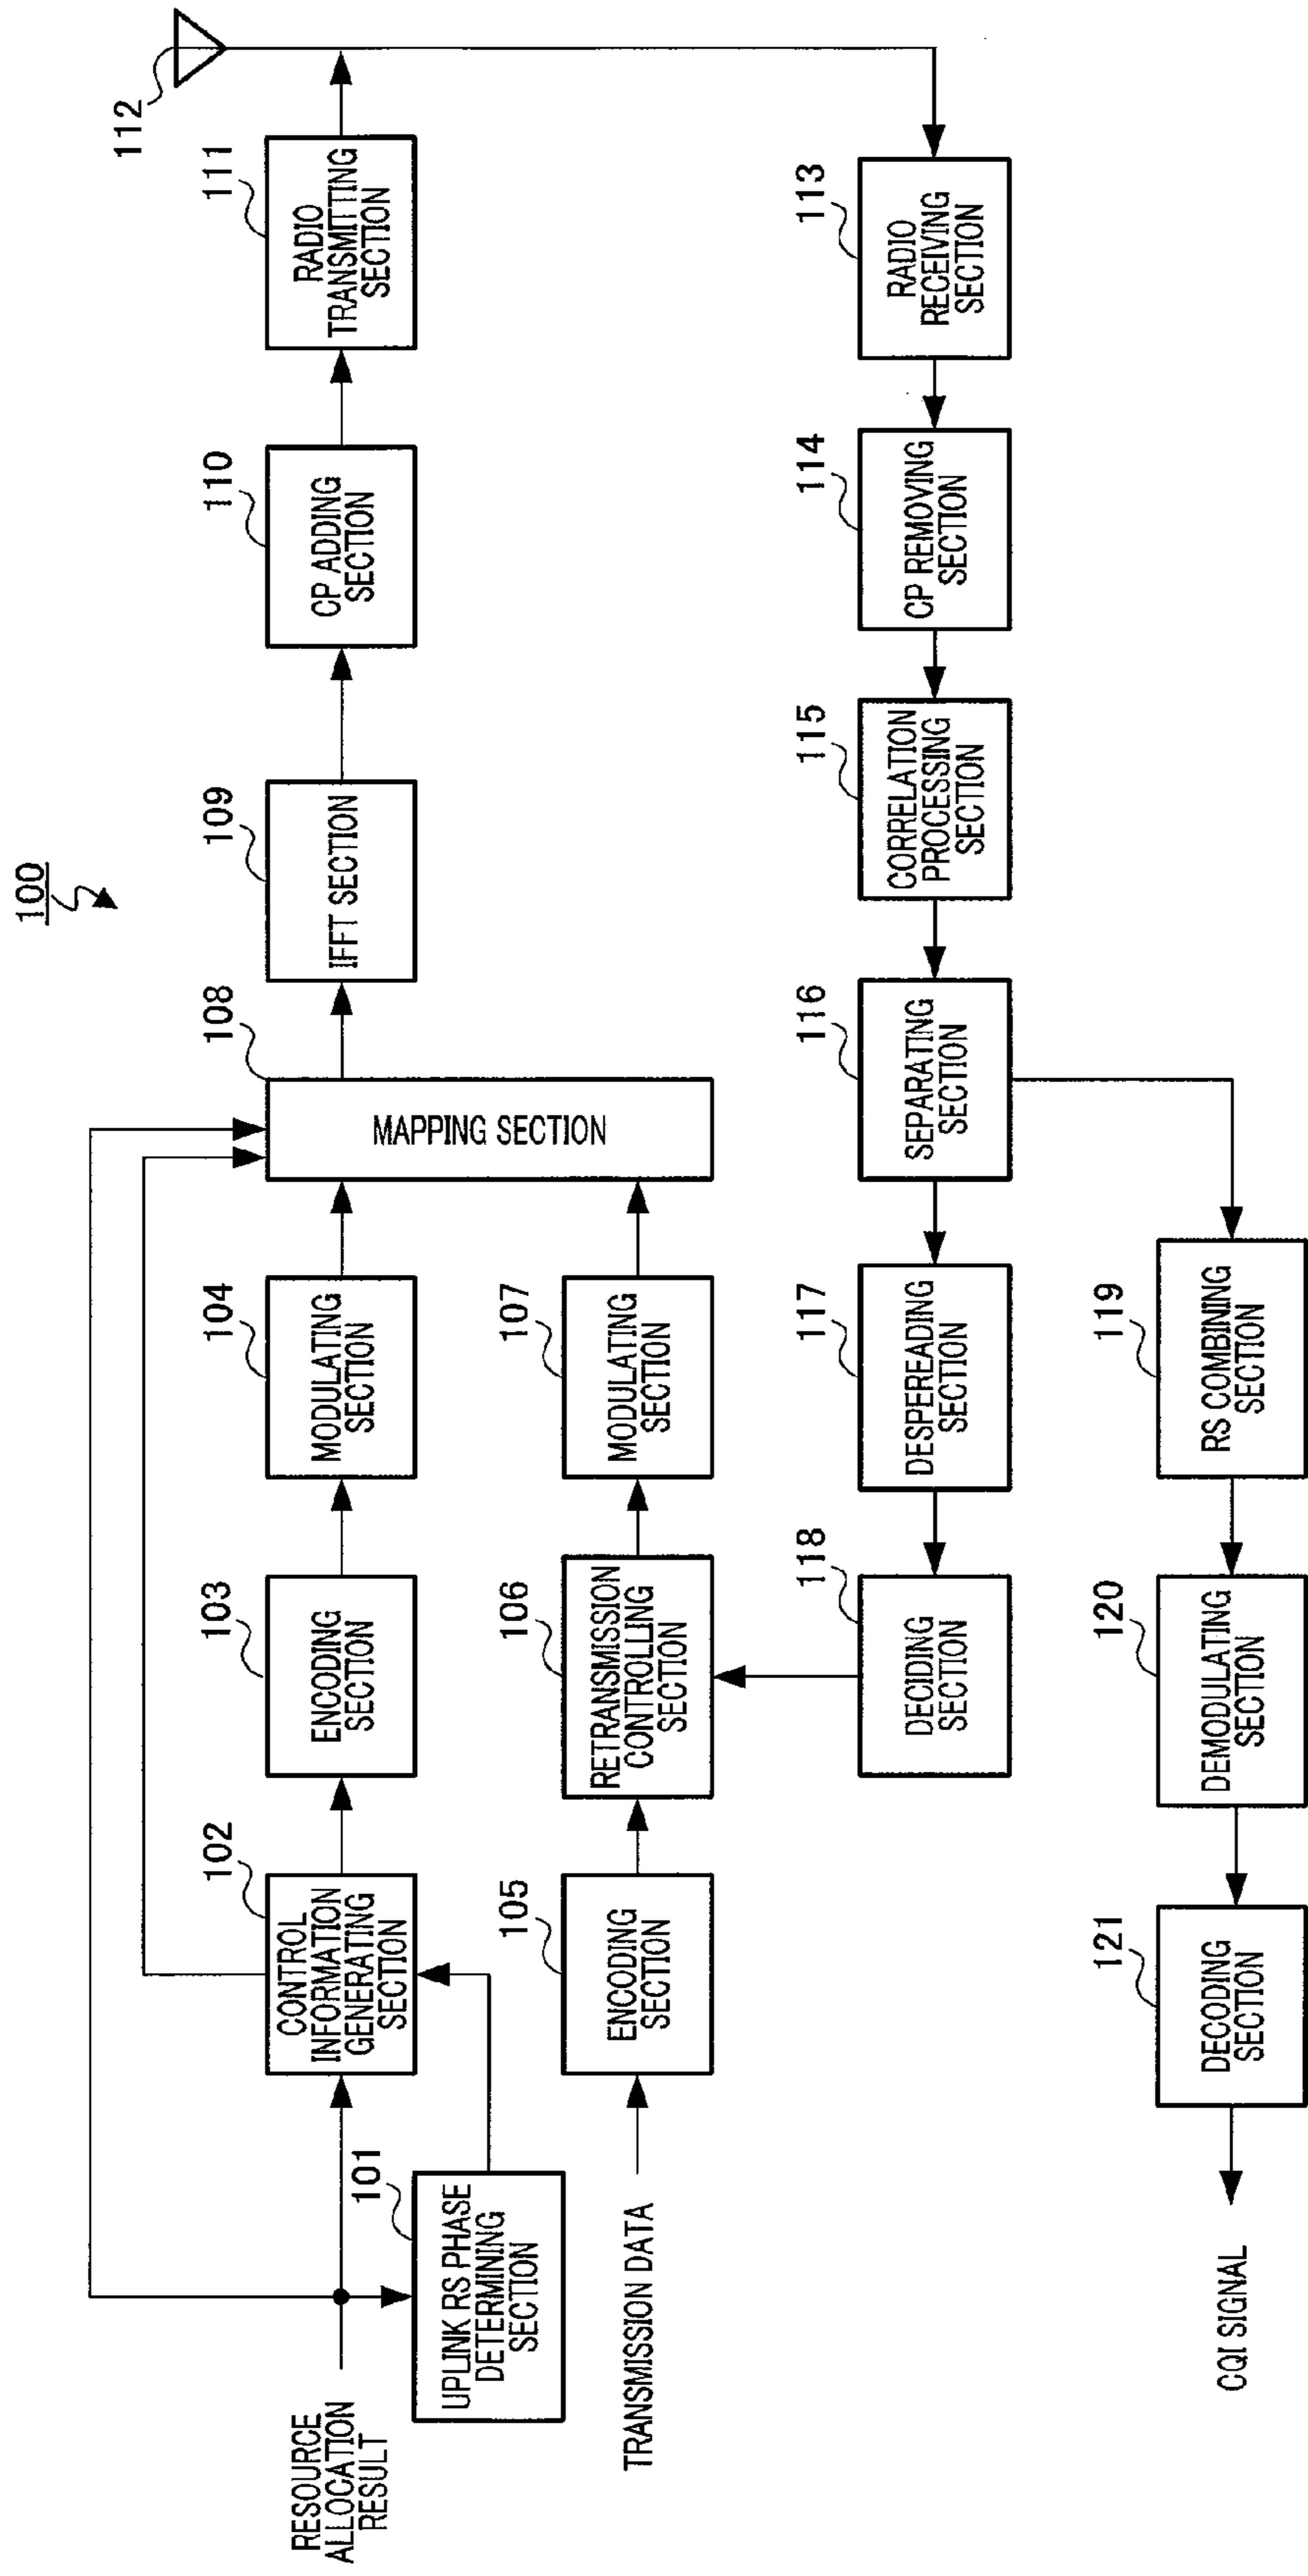 100
RESOURCE
ALLOCATION
RESULT
101
UPLINK RS PHASE
DETERMINING
SECTION
102
CONTROL
INFORMATION
GENERATING
SECTION
103
ENCODING
SECTION
104
MODULATING
SECTION
TRANSMISSION DATA
105
ENCODING
SECTION
106
RETRANSMISSION
CONTROLLING
SECTION
107
MODULATING
SECTION
108
MAPPING SECTION
109
IFFT SECTION
110
CP ADDING
SECTION
111
RADIO
TRANSMITTING
SECTION
112
113
RADIO
RECEIVING
SECTION
114
CP REMOVING
SECTION
115
CORRELATION
PROCESSING
SECTION
116
SEPARATING
SECTION
117
DESPEREADING
SECTION
118
DECIDING
SECTION
119
RS COMBINING
SECTION
120
DEMODULATING
SECTION
121
DECODING
SECTION
CQI SIGNAL